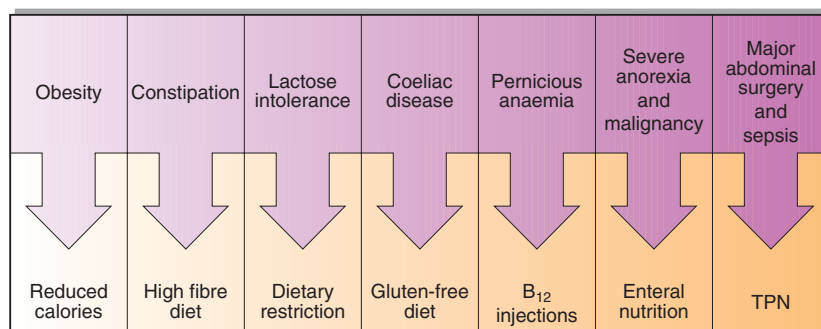 Obesity
Constipation
Lactose
intolerance
Coeliac
disease
Pernicious
anaemia
Severe
anorexia
and
malignancy
Major
abdominal
surgery
and
sepsis
Reduced
calories
High fibre
diet
Dietary
restriction
Gluten-free
diet
B₁₂
injections
Enteral
nutrition
TPN